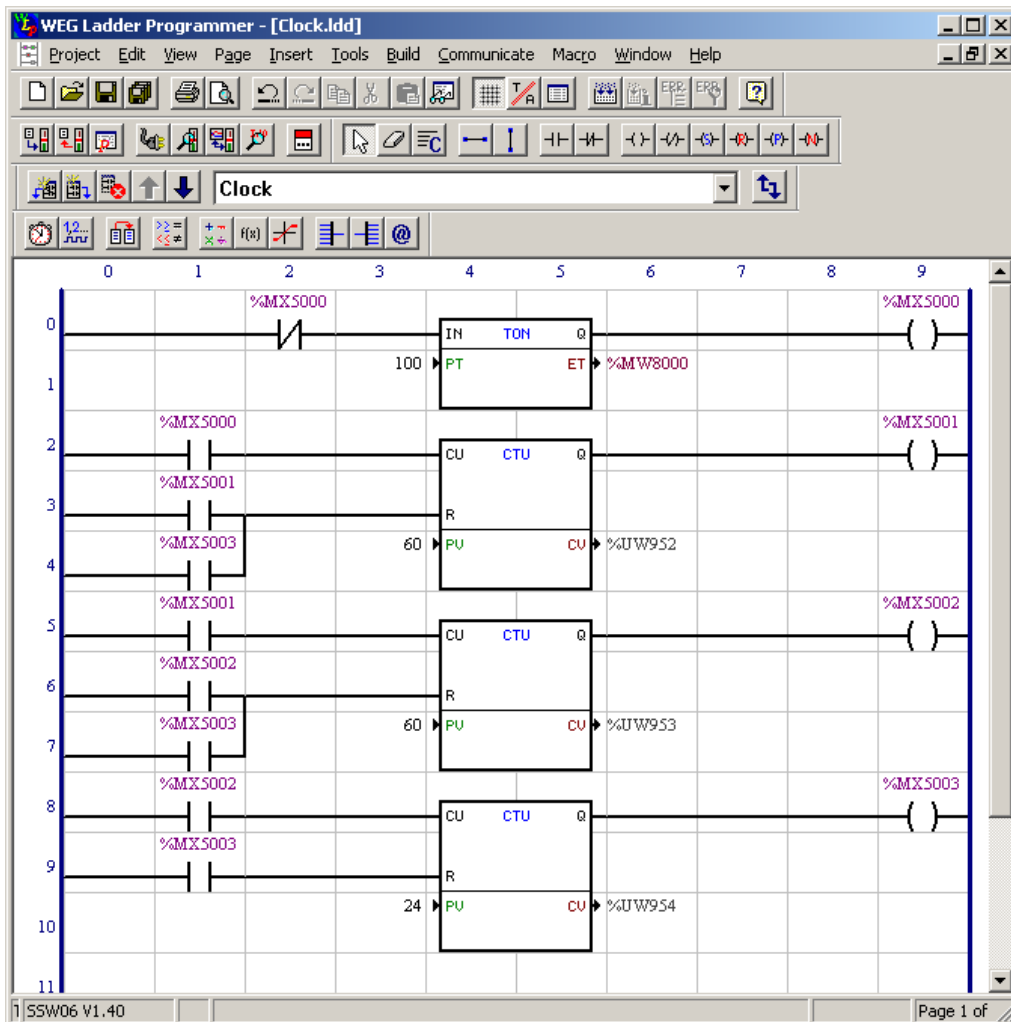 WEG Ladder Programmer - [Clock.ldd]
Project Edit View Page Insert Tools Build Communicate Macro Window Help
T/A ERR ERR ?
C (S) (R) (P) (N)
Clock
1,2... f(x) @
0 1 2 3 4 5 6 7 8 9
%MX5000 %MX5000
0 IN TON Q
100 PT ET %MW8000
1
%MX5000 %MX5001
2 CU CTU Q
%MX5001
3 R
%MX5003 60 PV CV %UW952
4
%MX5001 %MX5002
5 CU CTU Q
%MX5002
6 R
%MX5003 60 PV CV %UW953
7
%MX5002 %MX5003
8 CU CTU Q
%MX5003
9 R
24 PV CV %UW954
10
11
SSW06 V1.40 Page 1 of